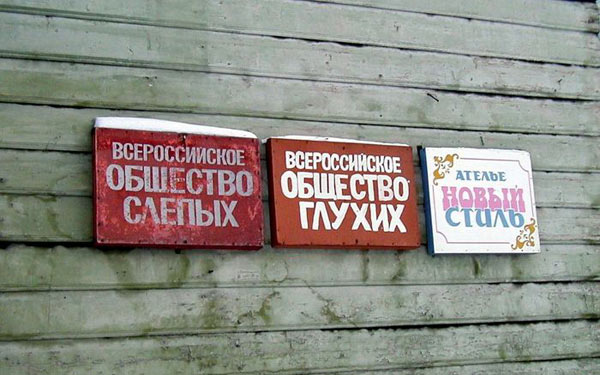 ВСЕРОССИЙСКОЕ
ОБЩЕСТВО
СЛЕПЫХ
ВСЕРОССИЙСКОЕ
ОБЩЕСТВО
ГЛУХИХ
АТЕЛЬЕ
НОВЫЙ
СТИЛЬ